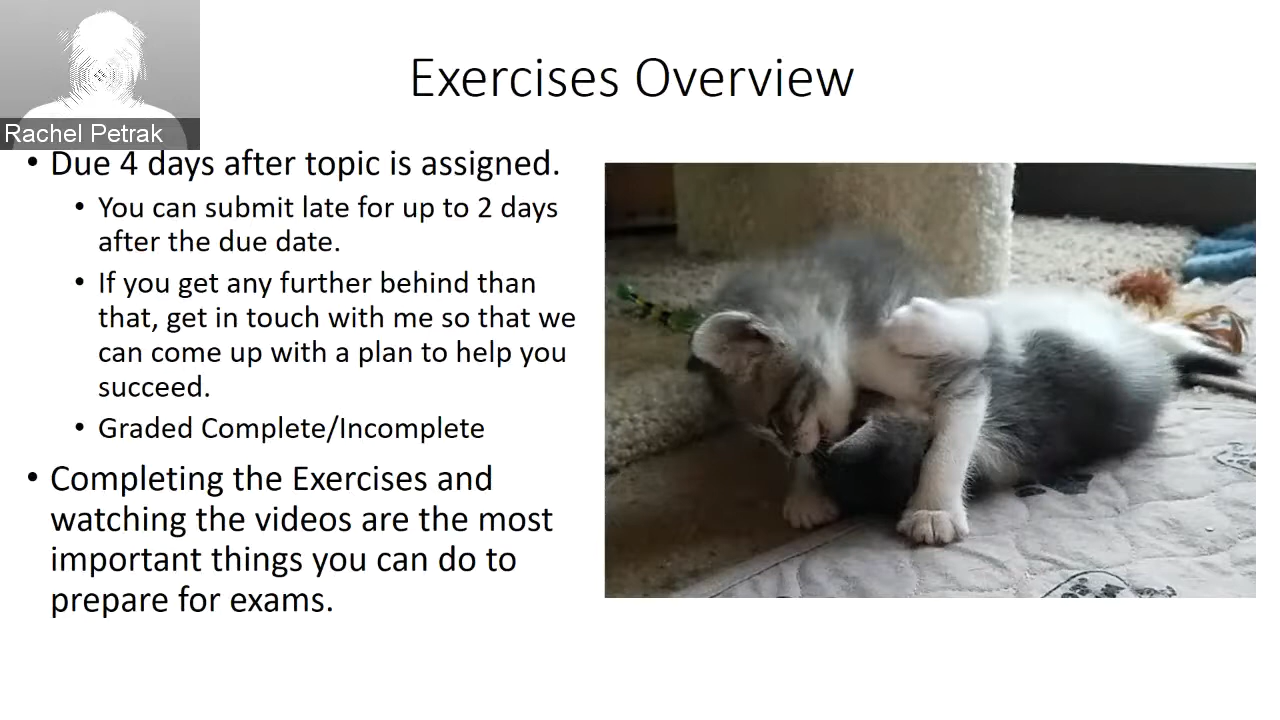 Exercises Overview
Rachel Petrak
• Due 4 days after topic is assigned.
• You can submit late for up to 2 days
after the due date.
• If you get any further behind than
that, get in touch with me so that we
can come up with a plan to help you
succeed.
• Graded Complete/Incomplete
• Completing the Exercises and
watching the videos are the most
important things you can do to
prepare for exams.